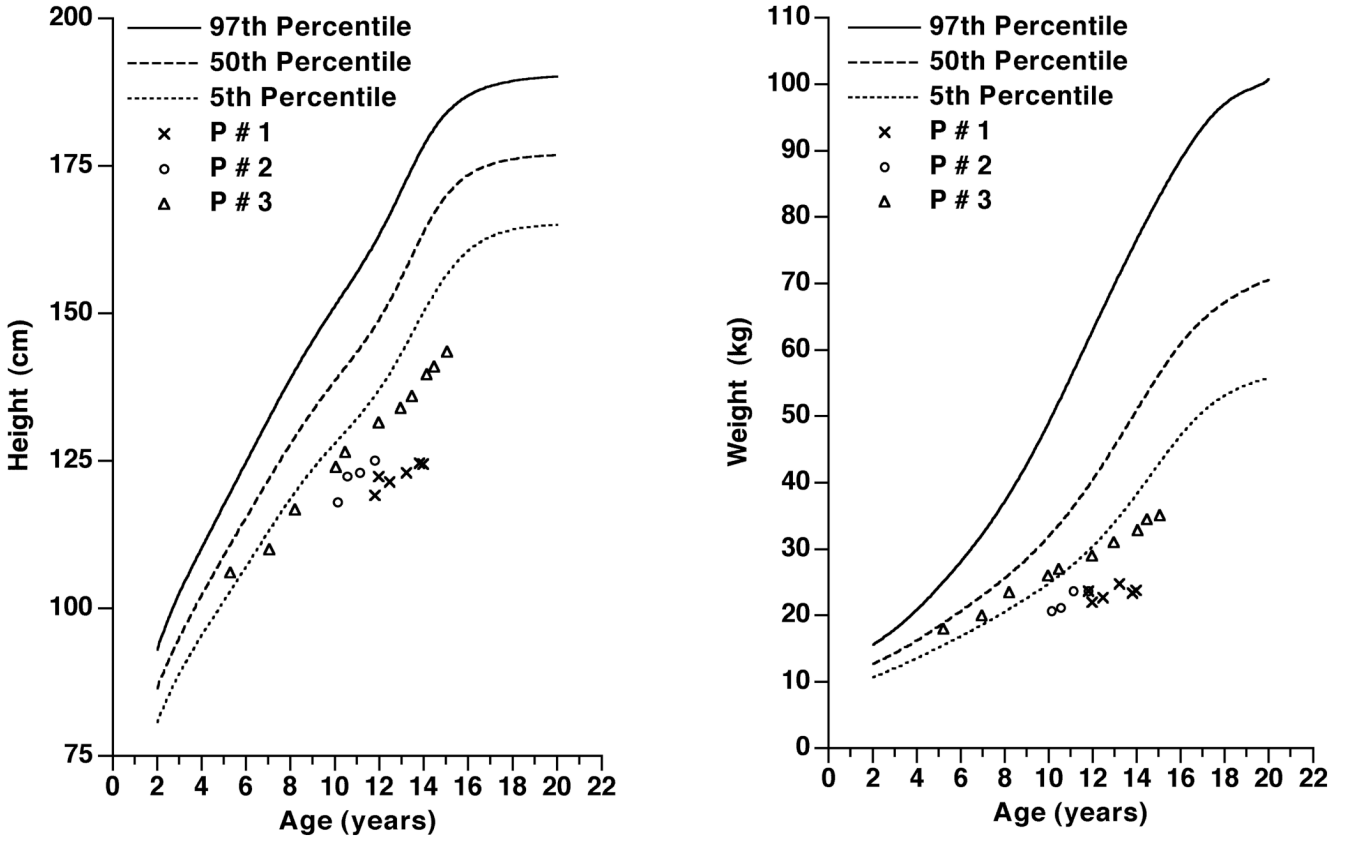 200
175
150
125
100
75
Height (cm)
97th Percentile
50th Percentile
5th Percentile
P # 1
P # 2
P # 3
0 2 4 6 8 10 12 14 16 18 20 22
Age (years)
110
100
90
80
70
60
50
40
30
20
10
0
Weight (kg)
97th Percentile
50th Percentile
5th Percentile
P # 1
P # 2
P # 3
0 2 4 6 8 10 12 14 16 18 20 22
Age (years)